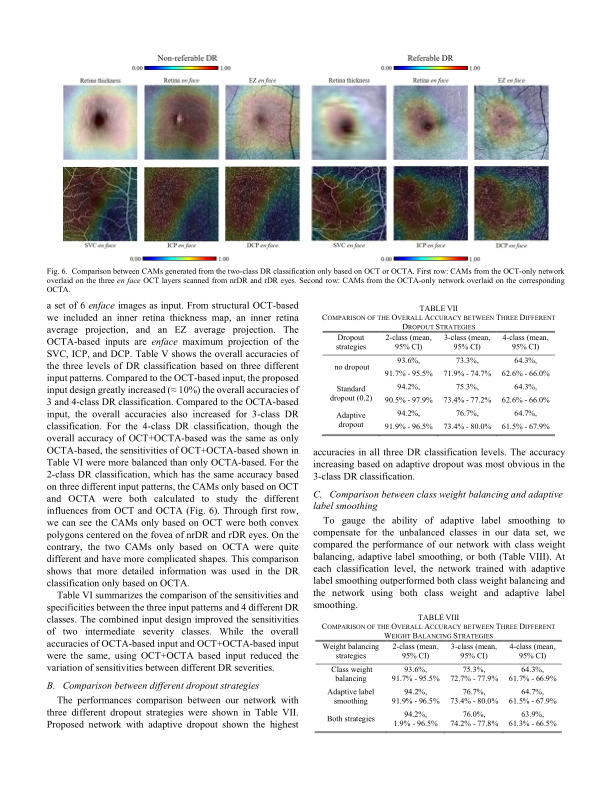 Non-referable DR
Referable DR
0.00 1.00
0.00 1.00
Retina thickness
Retina en face
EZ en face
Retina thickness
Retina en face
EZ en face
SVC en face
ICP en face
DCP en face
SVC en face
ICP en face
DCP en face
0.00 1.00
0.00 1.00
Fig. 6. Comparison between CAMs generated from the two-class DR classification only based on OCT or OCTA. First row: CAMs from the OCT-only network
overlaid on the three en face OCT layers scanned from nrDR and rDR eyes. Second row: CAMs from the OCTA-only network overlaid on the corresponding
OCTA.
a set of 6 enface images as input. From structural OCT-based
we included an inner retina thickness map, an inner retina
average projection, and an EZ average projection. The
OCTA-based inputs are enface maximum projection of the
SVC, ICP, and DCP. Table V shows the overall accuracies of
the three levels of DR classification based on three different
input patterns. Compared to the OCT-based input, the proposed
input design greatly increased (≈ 10%) the overall accuracies of
3 and 4-class DR classification. Compared to the OCTA-based
input, the overall accuracies also increased for 3-class DR
classification. For the 4-class DR classification, though the
overall accuracy of OCT+OCTA-based was the same as only
OCTA-based, the sensitivities of OCT+OCTA-based shown in
Table VI were more balanced than only OCTA-based. For the
2-class DR classification, which has the same accuracy based
on three different input patterns, the CAMs only based on OCT
and OCTA were both calculated to study the different
influences from OCT and OCTA (Fig. 6). Through first row,
we can see the CAMs only based on OCT were both convex
polygons centered on the fovea of nrDR and rDR eyes. On the
contrary, the two CAMs only based on OCTA were quite
different and have more complicated shapes. This comparison
shows that more detailed information was used in the DR
classification only based on OCTA.
Table VI summarizes the comparison of the sensitivities and
specificities between the three input patterns and 4 different DR
classes. The combined input design improved the sensitivities
of two intermediate severity classes. While the overall
accuracies of OCTA-based input and OCT+OCTA-based input
were the same, using OCT+OCTA based input reduced the
variation of sensitivities between different DR severities.
B. Comparison between different dropout strategies
The performances comparison between our network with
three different dropout strategies were shown in Table VII.
Proposed network with adaptive dropout shown the highest
TABLE VII
COMPARISON OF THE OVERALL ACCURACY BETWEEN THREE DIFFERENT
DROPOUT STRATEGIES
Dropout strategies 2-class (mean, 95% CI) 3-class (mean, 95% CI) 4-class (mean, 95% CI)
no dropout 93.6%, 91.7% - 95.5% 73.3%, 71.9% - 74.7% 64.3%, 62.6% - 66.0%
Standard dropout (0.2) 94.2%, 90.5% - 97.9% 75.3%, 73.4% - 77.2% 64.3%, 62.6% - 66.0%
Adaptive dropout 94.2%, 91.9% - 96.5% 76.7%, 73.4% - 80.0% 64.7%, 61.5% - 67.9%
accuracies in all three DR classification levels. The accuracy
increasing based on adaptive dropout was most obvious in the
3-class DR classification.
C. Comparison between class weight balancing and adaptive
label smoothing
To gauge the ability of adaptive label smoothing to
compensate for the unbalanced classes in our data set, we
compared the performance of our network with class weight
balancing, adaptive label smoothing, or both (Table VIII). At
each classification level, the network trained with adaptive
label smoothing outperformed both class weight balancing and
the network using both class weight and adaptive label
smoothing.
TABLE VIII
COMPARISON OF THE OVERALL ACCURACY BETWEEN THREE DIFFERENT
WEIGHT BALANCING STRATEGIES
Weight balancing strategies 2-class (mean, 95% CI) 3-class (mean, 95% CI) 4-class (mean, 95% CI)
Class weight balancing 93.6%, 91.7% - 95.5% 75.3%, 72.7% - 77.9% 64.3%, 61.7% - 66.9%
Adaptive label smoothing 94.2%, 91.9% - 96.5% 76.7%, 73.4% - 80.0% 64.7%, 61.5% - 67.9%
Both strategies 94.2%, 1.9% - 96.5% 76.0%, 74.2% - 77.8% 63.9%, 61.3% - 66.5%